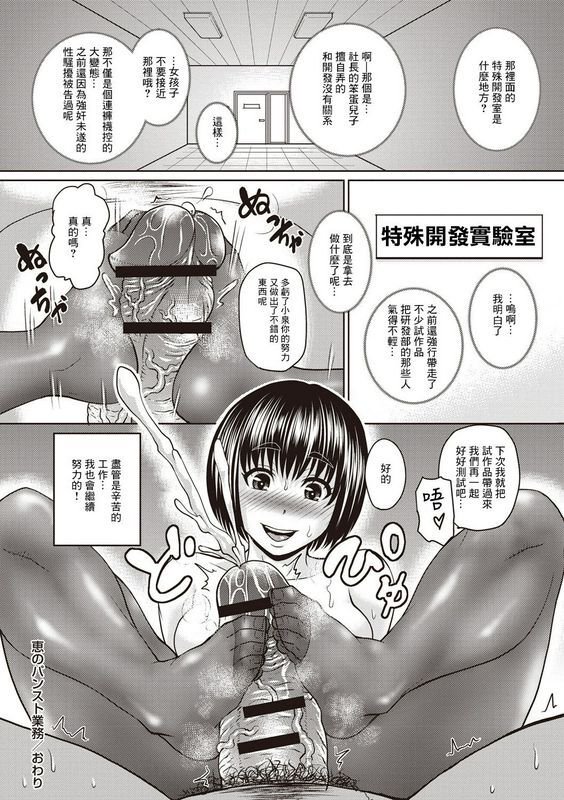 那裡面的
特殊開發室是
什麼地方?
啊—那個是…
社長的笨蛋兒子
擅自弄的
和開發沒有關系
這樣…
…女孩子
不要接近
那裡哦?
那不僅是個連褲襪控的
大變態…
之前還因為強奸未遂的
性騷擾被告過呢
特殊開發實驗室
…嗚啊…
我明白了
之前還強行帶走了
不少試作品
把研發部的那些人
氣得不輕…
到底是拿去
做什麼了呢…
ぬっちゃ
ぬっちゃ
真…
真的嗎?
多虧了小泉你的努力
又做出了不錯的
東西呢
下次我就把
試作品帶過來
我們再一起
好好測試吧…
唔♡
好的
ぴゅ
どど
盡管是辛苦的
工作…
我也會繼續
努力的!
恵のパンスト業務/おわり